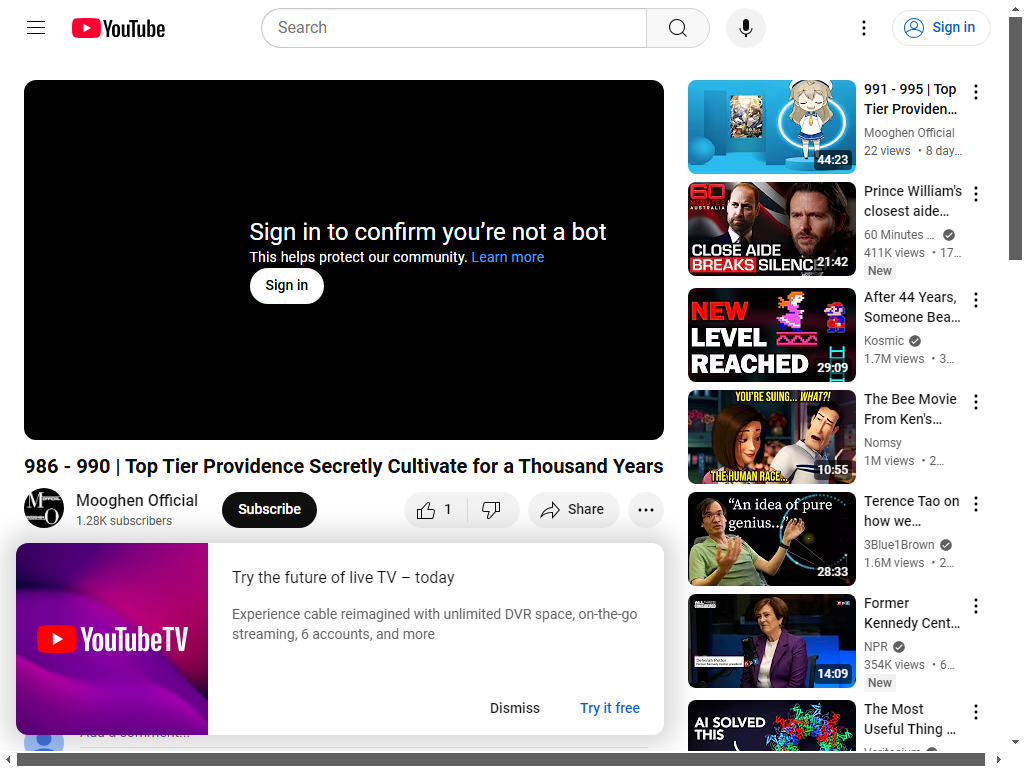 YouTube
Search
Sign in
Sign in to confirm you’re not a bot
This helps protect our community. Learn more
Sign in
986 - 990 | Top Tier Providence Secretly Cultivate for a Thousand Years
Mooghen Official
1.28K subscribers
Subscribe
1
Share
YouTubeTV
Try the future of live TV – today
Experience cable reimagined with unlimited DVR space, on-the-go
streaming, 6 accounts, and more
Dismiss
Try it free
44:23
991 - 995 | Top
Tier Providen…
Mooghen Official
22 views • 8 day…
60
MINUTES
AUSTRALIA
CLOSE AIDE
BREAKS SILENCE
21:42
Prince William's
closest aide…
60 Minutes …
411K views • 17…
New
NEW
LEVEL
REACHED
29:09
After 44 Years,
Someone Bea…
Kosmic
1.7M views • 3…
YOU'RE SUING... WHAT?!
THE HUMAN RACE...
10:55
The Bee Movie
From Ken's…
Nomsy
1M views • 2…
“An idea of pure
genius...”
28:33
Terence Tao on
how we…
3Blue1Brown
1.6M views • 2…
14:09
Former
Kennedy Cent…
NPR
354K views • 6…
New
AI SOLVED
THIS
The Most
Useful Thing …